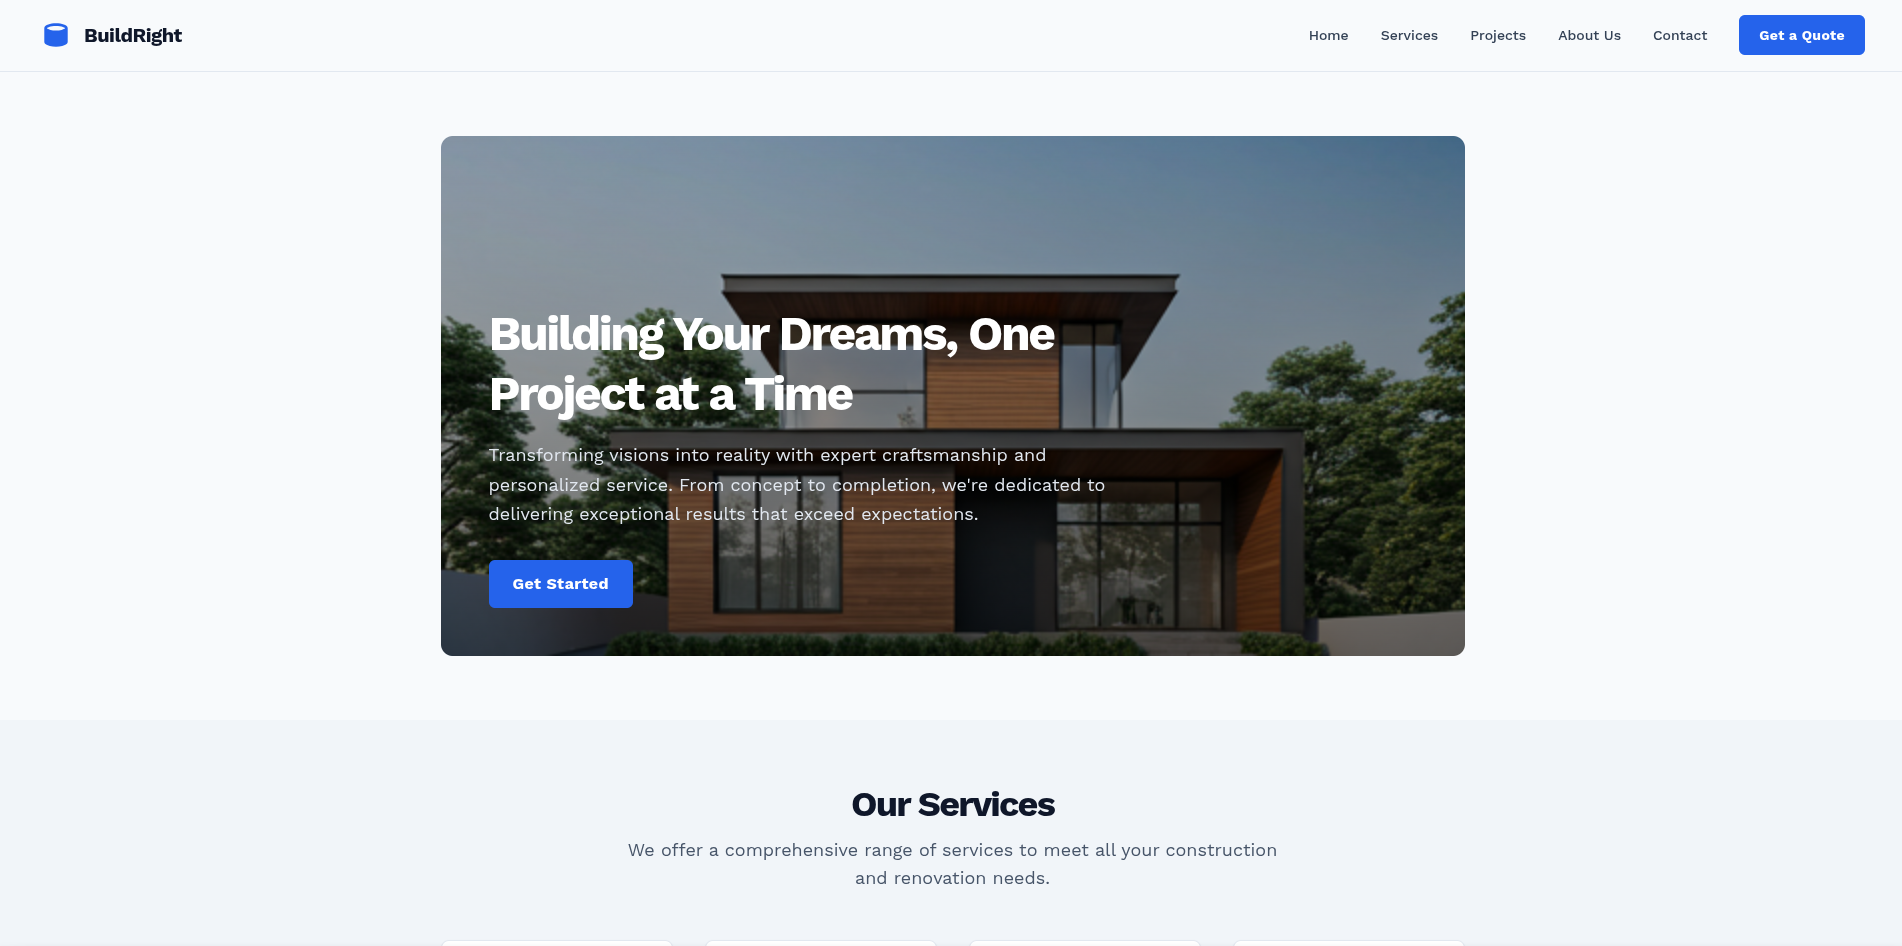 BuildRight
Home
Services
Projects
About Us
Contact
Get a Quote
Building Your Dreams, One
Project at a Time
Transforming visions into reality with expert craftsmanship and
personalized service. From concept to completion, we're dedicated to
delivering exceptional results that exceed expectations.
Get Started
Our Services
We offer a comprehensive range of services to meet all your construction
and renovation needs.